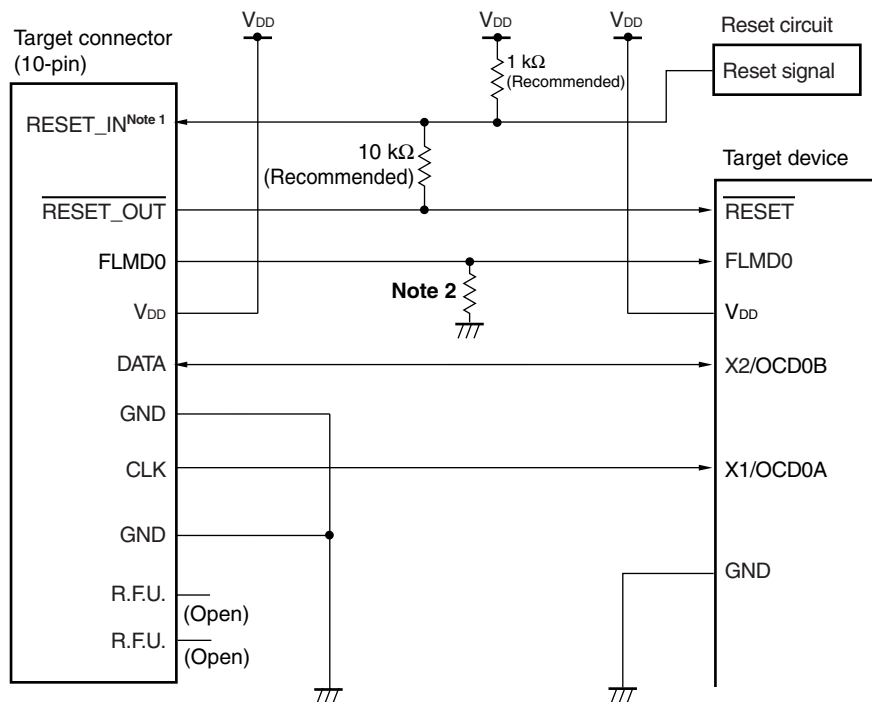 VDD
VDD
VDD
Target connector
(10-pin)
Reset circuit
1 kΩ
(Recommended)
Reset signal
RESET_IN Note 1
10 kΩ
(Recommended)
Target device
RESET_OUT
RESET
FLMD0
FLMD0
Note 2
VDD
VDD
DATA
X2/OCD0B
GND
CLK
X1/OCD0A
GND
GND
R.F.U.
(Open)
R.F.U.
(Open)